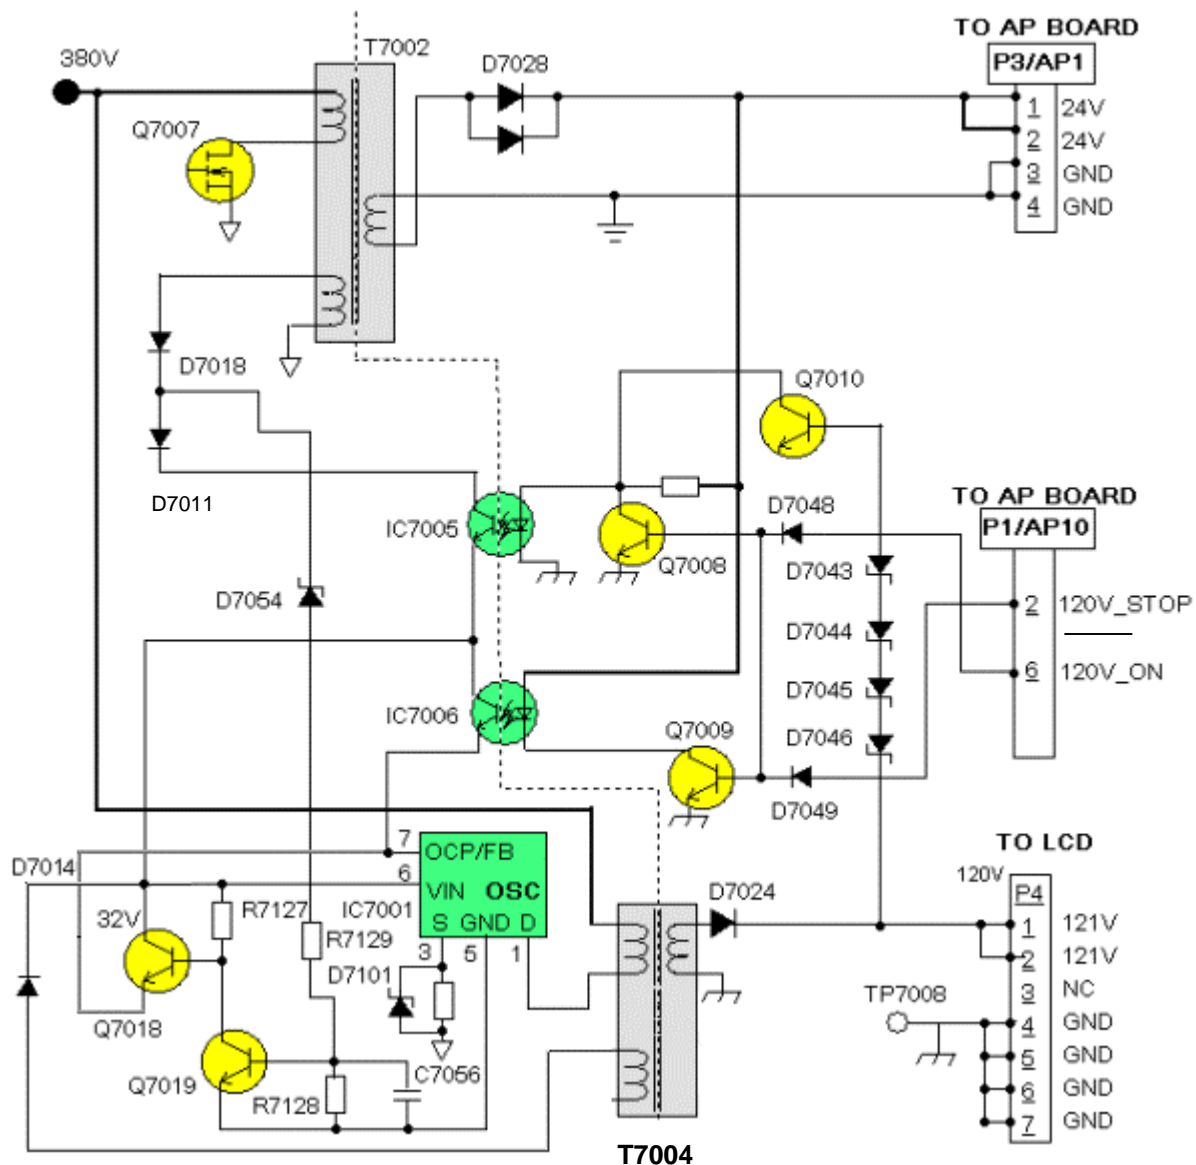 TO AP BOARD
380V
T7002
D7028
P3/AP1
Q7007
1 24V
2 24V
3 GND
4 GND
D7018
Q7010
D7011
IC7005
D7048
TO AP BOARD
P1/AP10
Q7008
D7043
D7054
2 120V_STOP
D7044
6 120V_ON
D7045
IC7006
Q7009
D7046
D7049
TO LCD
7 OCP/FB
D7014
6 VIN OSC
120V
P4
D7024
R7127
IC7001
32V
S GND D
1 121V
R7129
3 5 1
2 121V
D7101
3 NC
TP7008
Q7018
4 GND
5 GND
C7056
Q7019
6 GND
R7128
7 GND
T7004